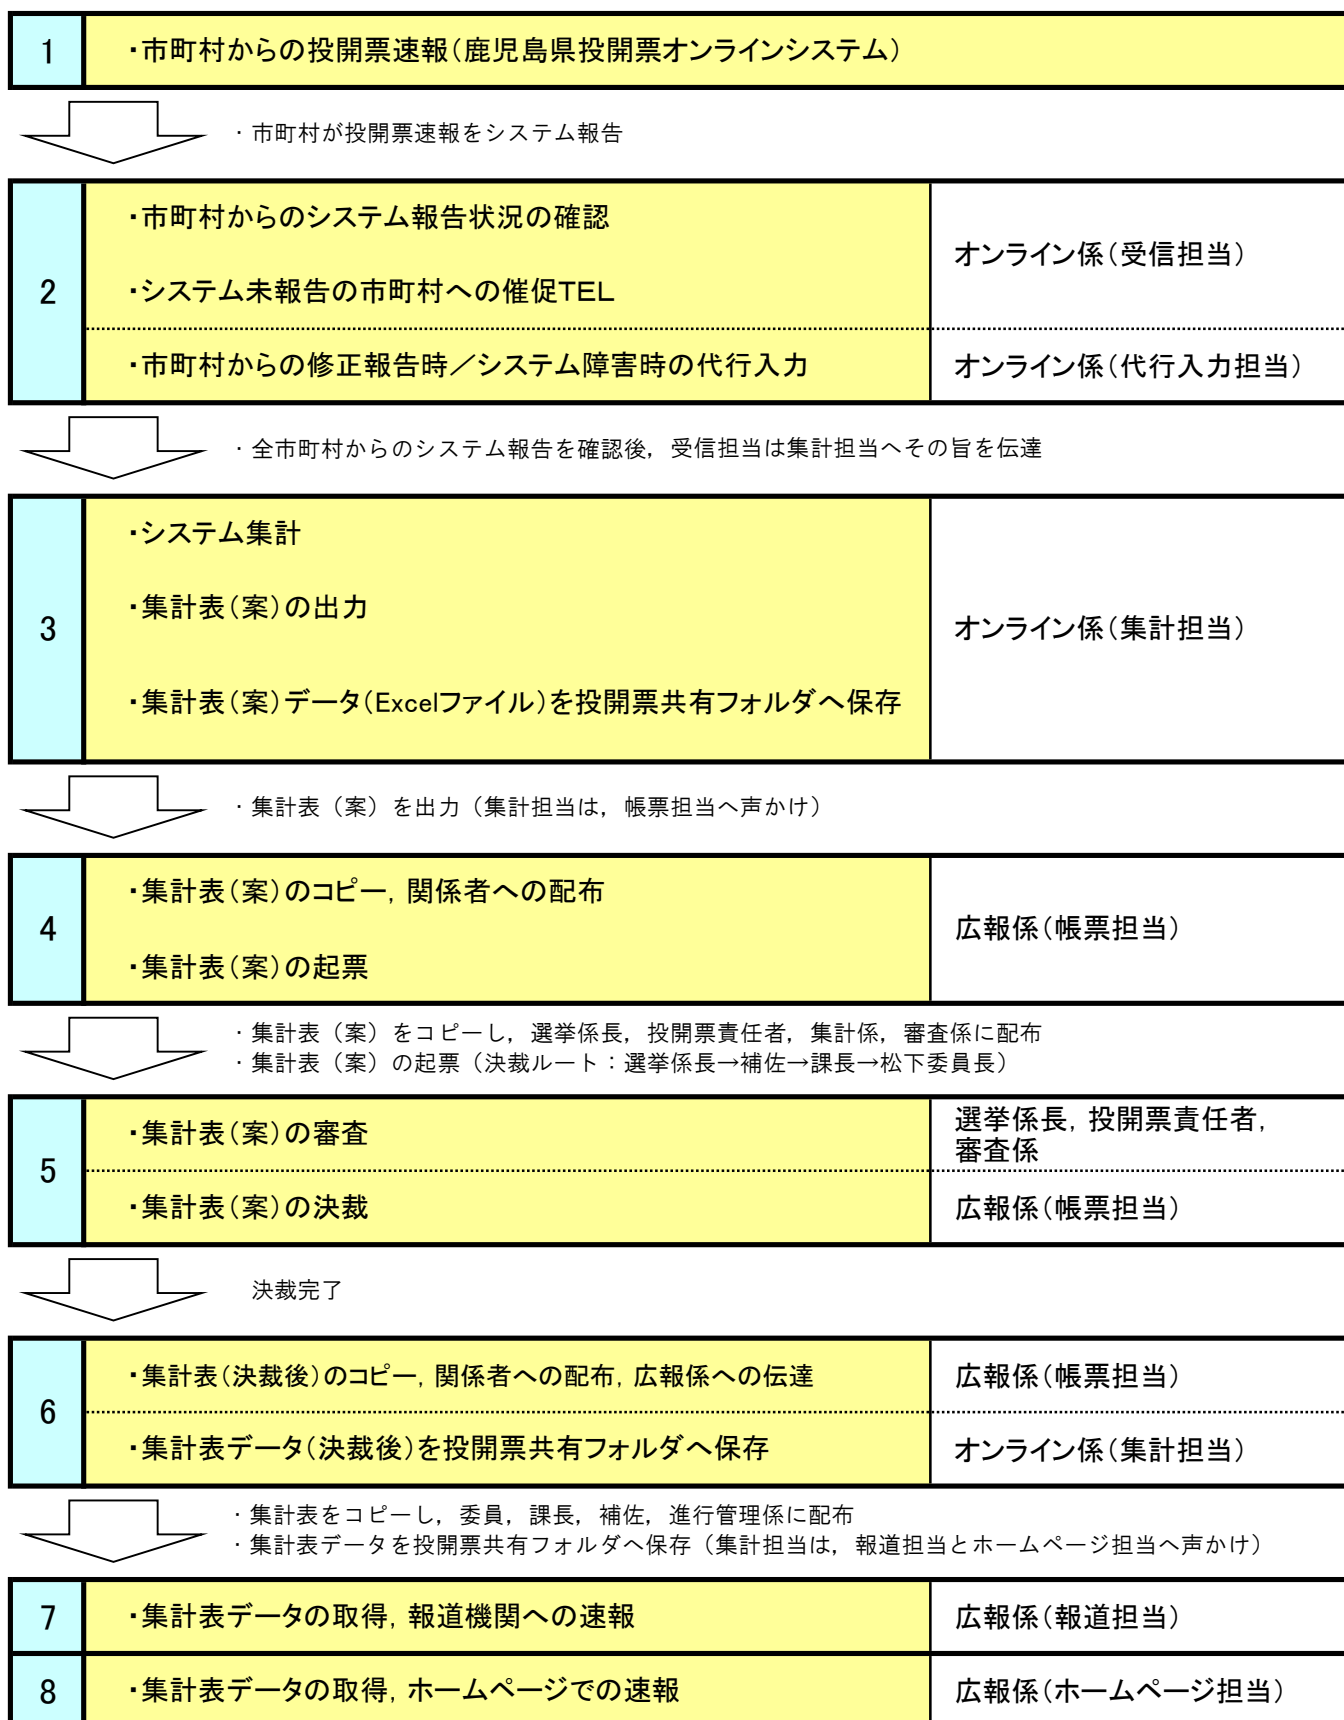 1
・市町村からの投開票速報（鹿児島県投開票オンラインシステム）
・市町村が投開票速報をシステム報告
2
・市町村からのシステム報告状況の確認
・システム未報告の市町村への催促TEL
オンライン係（受信担当）
・市町村からの修正報告時／システム障害時の代行入力
オンライン係（代行入力担当）
・全市町村からのシステム報告を確認後，受信担当は集計担当へその旨を伝達
3
・システム集計
・集計表（案）の出力
・集計表（案）データ（Excelファイル）を投開票共有フォルダへ保存
オンライン係（集計担当）
・集計表（案）を出力（集計担当は，帳票担当へ声かけ）
4
・集計表（案）のコピー，関係者への配布
・集計表（案）の起票
広報係（帳票担当）
・集計表（案）をコピーし，選挙係長，投開票責任者，集計係，審査係に配布
・集計表（案）の起票（決裁ルート：選挙係長→補佐→課長→松下委員長）
5
・集計表（案）の審査
選挙係長，投開票責任者，
審査係
・集計表（案）の決裁
広報係（帳票担当）
決裁完了
6
・集計表（決裁後）のコピー，関係者への配布，広報係への伝達
広報係（帳票担当）
・集計表データ（決裁後）を投開票共有フォルダへ保存
オンライン係（集計担当）
・集計表をコピーし，委員，課長，補佐，進行管理係に配布
・集計表データを投開票共有フォルダへ保存（集計担当は，報道担当とホームページ担当へ声かけ）
7
・集計表データの取得，報道機関への速報
広報係（報道担当）
8
・集計表データの取得，ホームページでの速報
広報係（ホームページ担当）